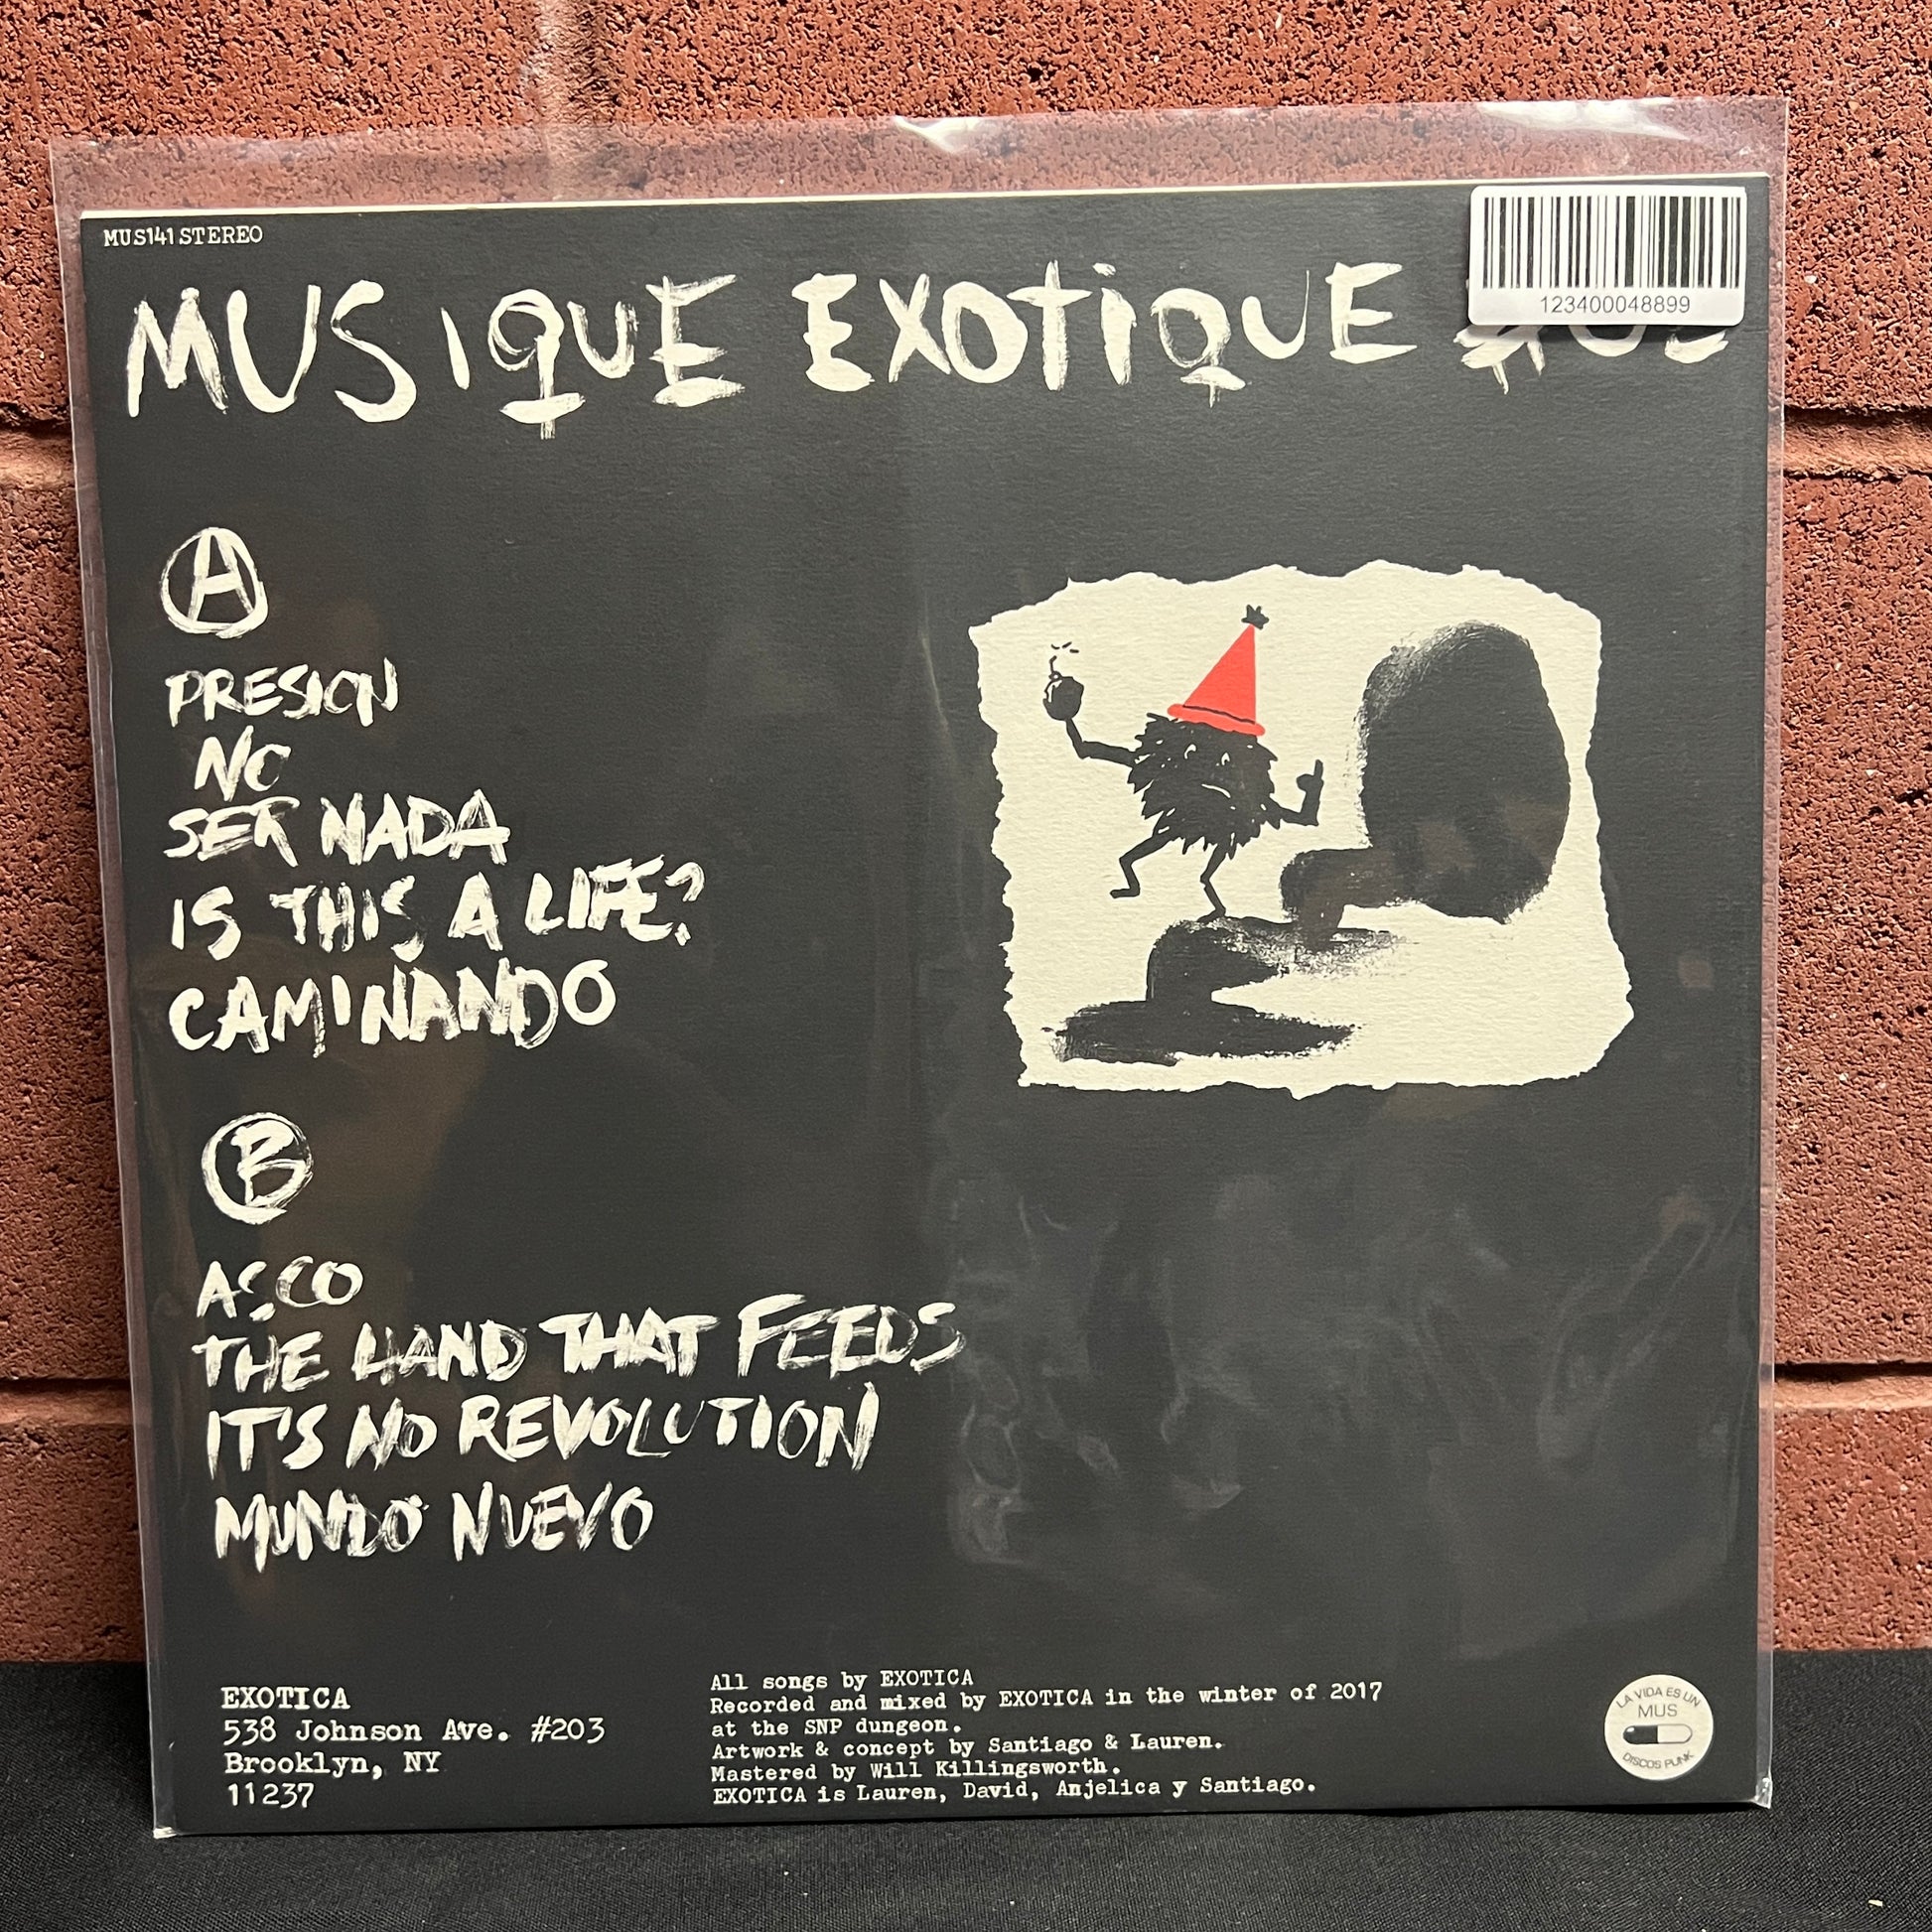 MUS141 STEREO
123400048899
MUSIQUE EXOTIQUE
A
PRESION
NO
SER NADA
IS THIS A LIFE?
CAMINANDO
B
ASCO
THE HAND THAT FEEDS
IT'S NO REVOLUTION
MUNDO NUEVO
EXOTICA
538 Johnson Ave. #203
Brooklyn, NY
11237
All songs by EXOTICA
Recorded and mixed by EXOTICA in the winter of 2017
at the SNP dungeon.
Artwork & concept by Santiago & Lauren.
Mastered by Will Killingsworth.
EXOTICA is Lauren, David, Anjelica y Santiago.
LA VIDA ES UN
MUS
DISCOS PUNK